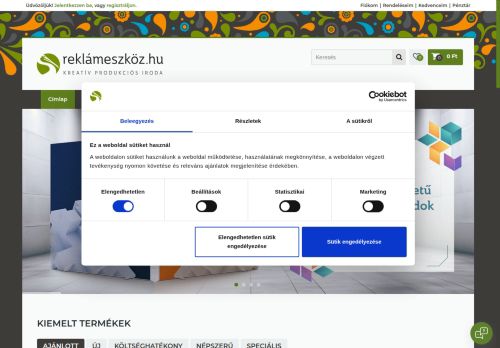 Üdvözöljük! Jelentkezzen be, vagy regisztráljon.
Fiókom | Rendeléseim | Kedvenceim | Pénztár
reklámeszköz.hu
KREATÍV PRODUKCIÓS IRODA
Keresés
0
0
0 Ft
Címlap
Cookiebot
by Usercentrics
Beleegyezés
Részletek
A sütikről
Ez a weboldal sütiket használ
A weboldalon sütiket használunk a weboldal működtetése, használatának megkönnyítése, a weboldalon végzett
tevékenység nyomon követése és releváns ajánlatok megjelenítése érdekében.
Elengedhetetlen
Beállítások
Statisztikai
Marketing
Elengedhetetlen sütik
engedélyezése
Sütik engedélyezése
KIEMELT TERMÉKEK
AJÁNLOTT
ÚJ
KÖLTSÉGHATÉKONY
NÉPSZERŰ
SPECIÁLIS